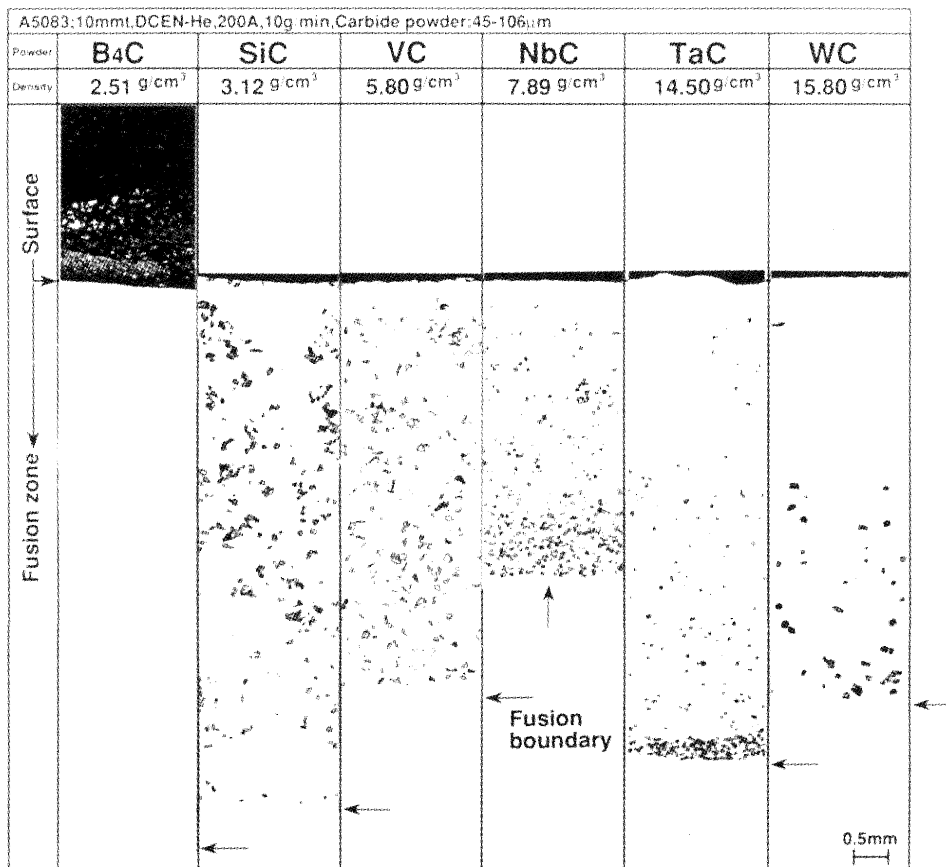 A5083:10mmt,DCEN-He,200A,10g/min,Carbide powder:45-106μm
Powder B4C SiC VC NbC TaC WC
Density 2.51 g/cm³ 3.12 g/cm³ 5.80 g/cm³ 7.89 g/cm³ 14.50 g/cm³ 15.80 g/cm³
Surface
Fusion zone
Fusion
boundary
0.5mm